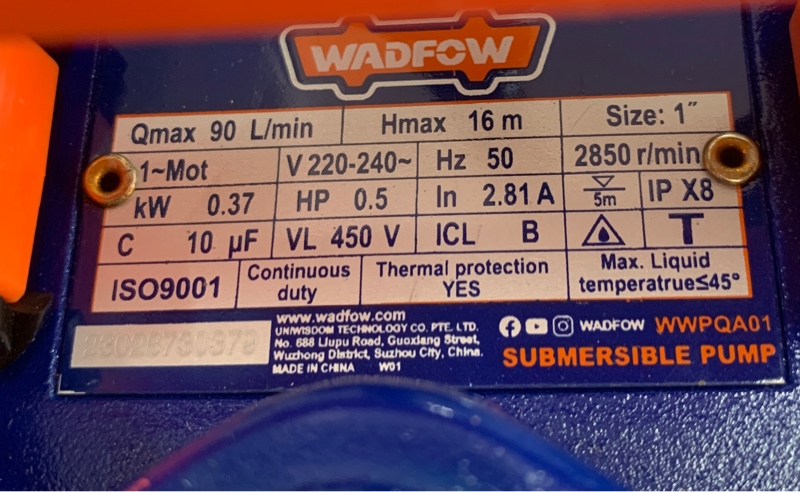 WADFOW
Qmax 90 L/min Hmax 16 m Size: 1"
1~Mot V 220-240~ Hz 50 2850 r/min
kW 0.37 HP 0.5 In 2.81 A 5m IP X8
C 10 µF VL 450 V ICL B T
ISO9001 Continuous duty Thermal protection YES Max. Liquid temperatrue≤45°
www.wadfow.com
UNIWISDOM TECHNOLOGY CO. PTE. LTD.
No. 688 Liupu Road, Guoxiang Street,
Wuzhong District, Suzhou City, China.
MADE IN CHINA W01
WADFOW WWPQA01
SUBMERSIBLE PUMP